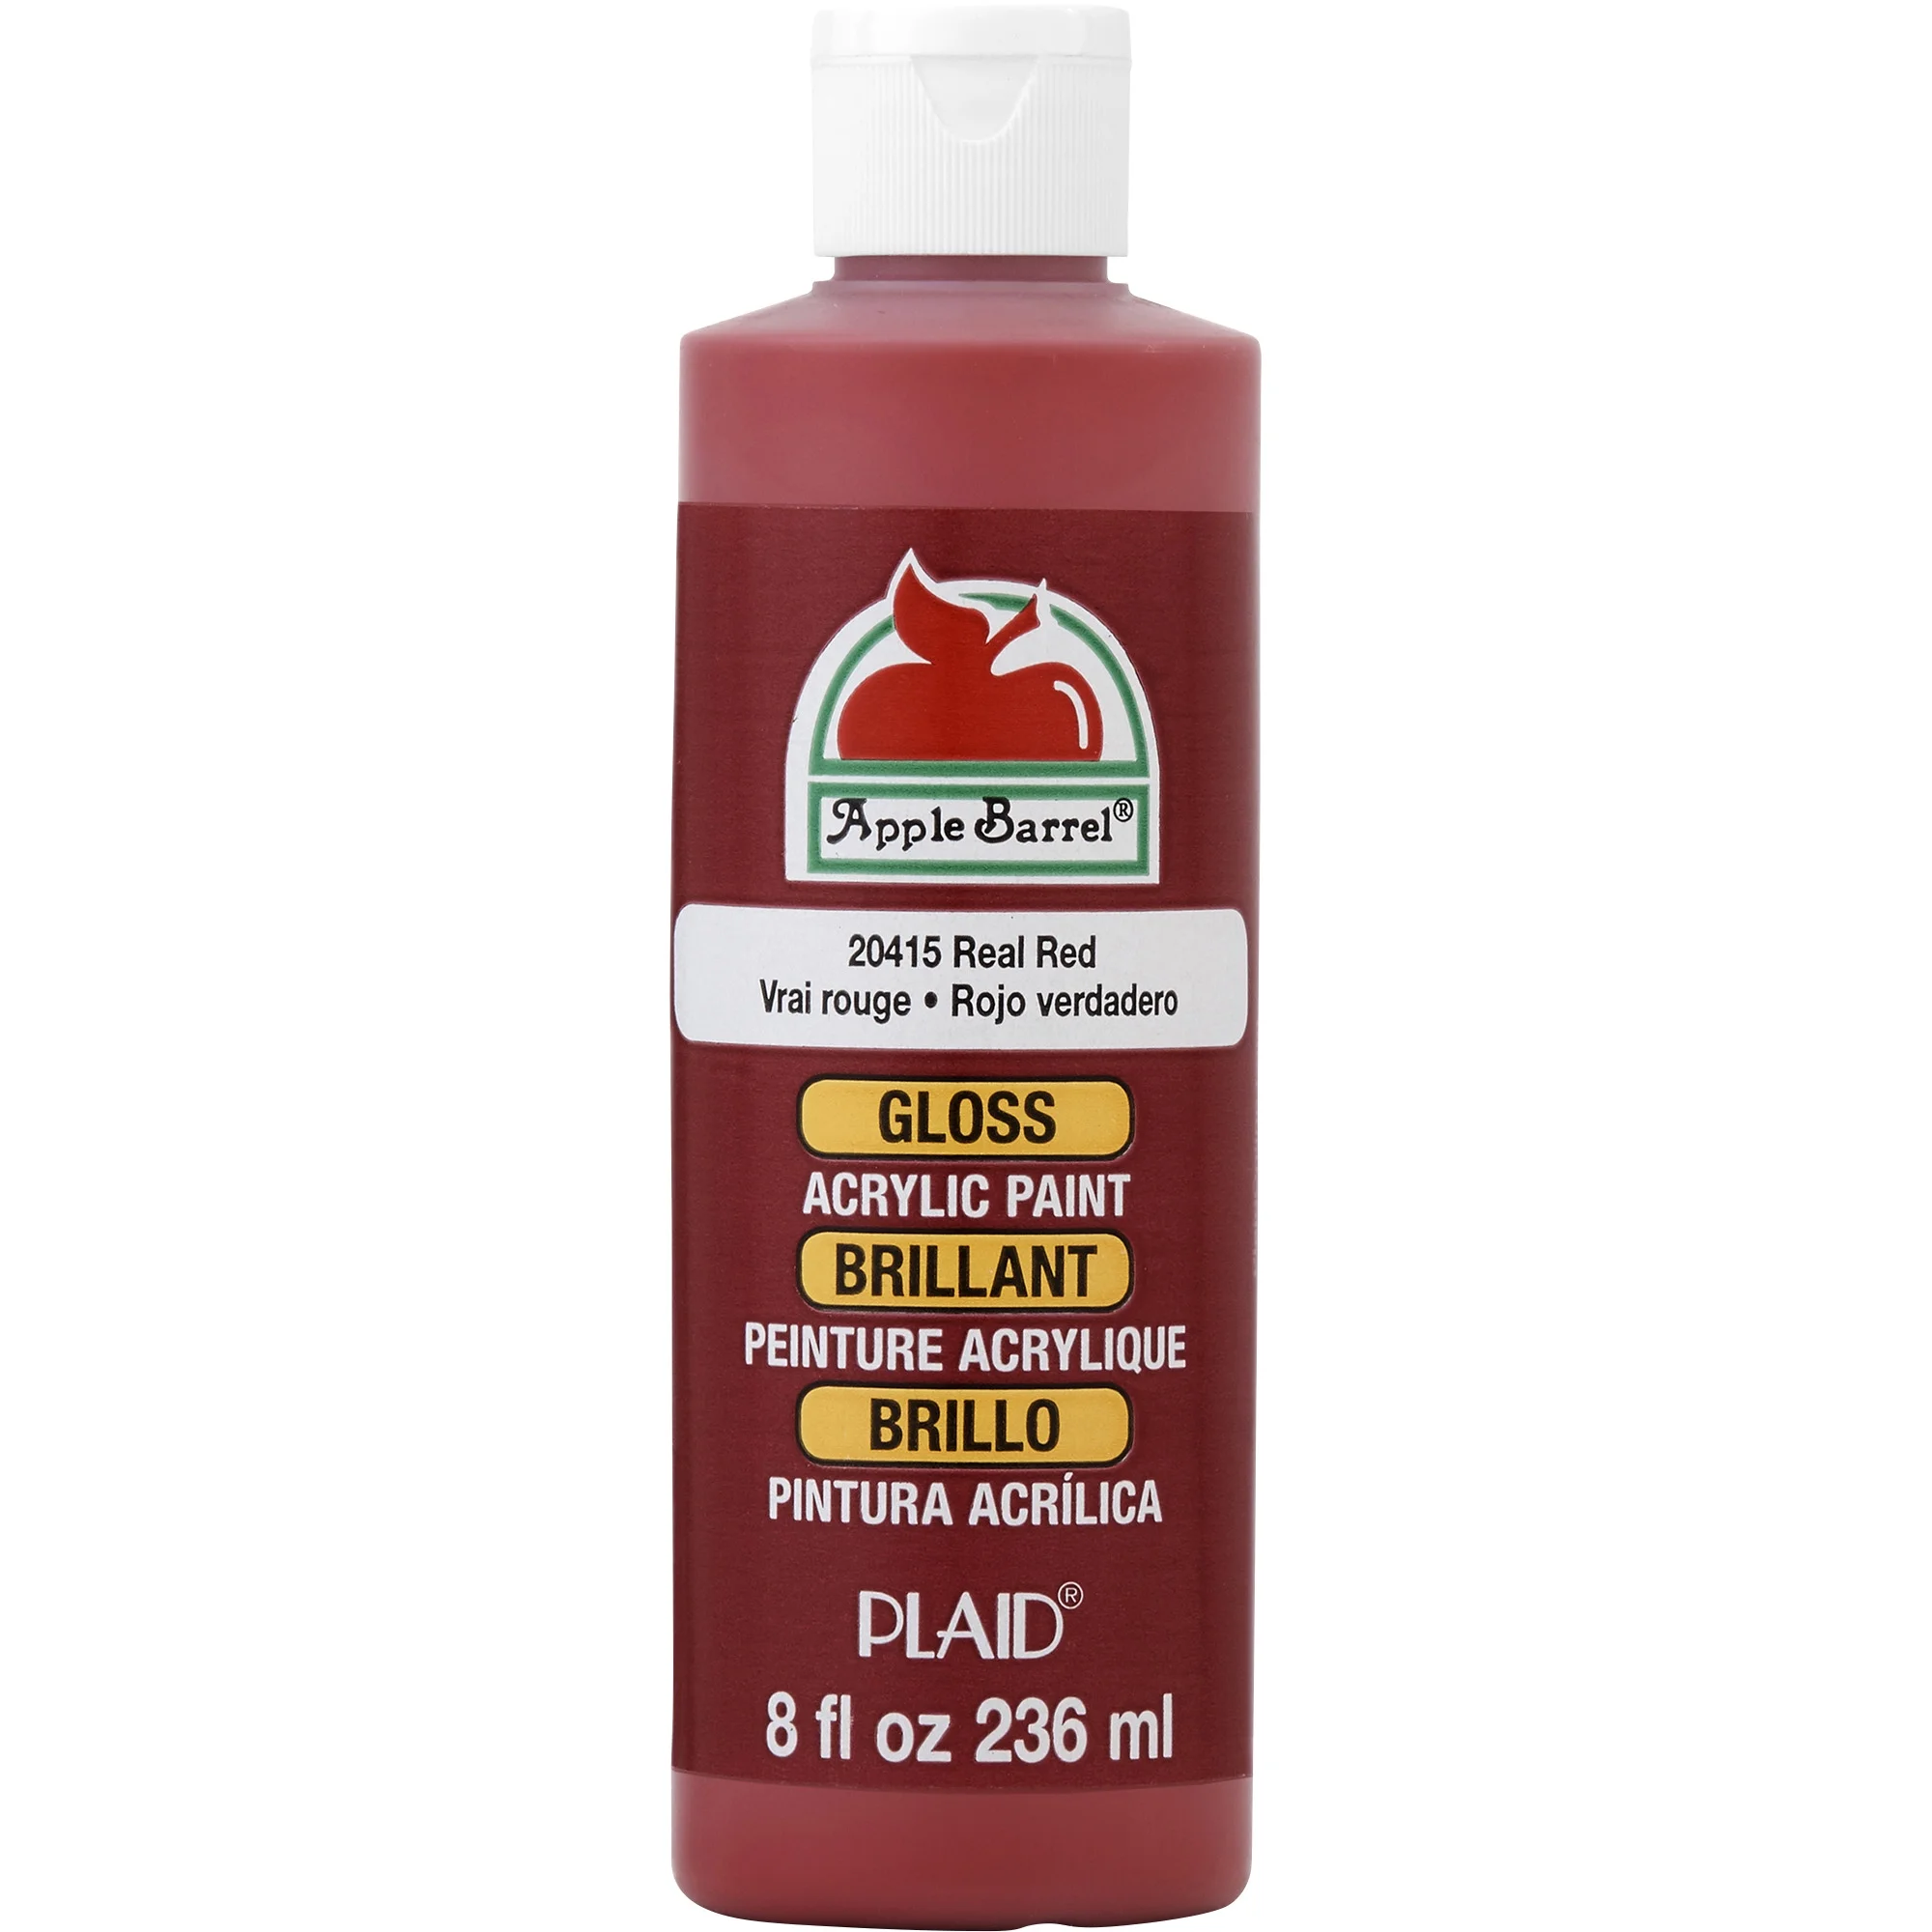 Apple Barrel®
20415 Real Red
Vrai rouge • Rojo verdadero
GLOSS
ACRYLIC PAINT
BRILLANT
PEINTURE ACRYLIQUE
BRILLO
PINTURA ACRÍLICA
PLAID®
8 fl oz 236 ml